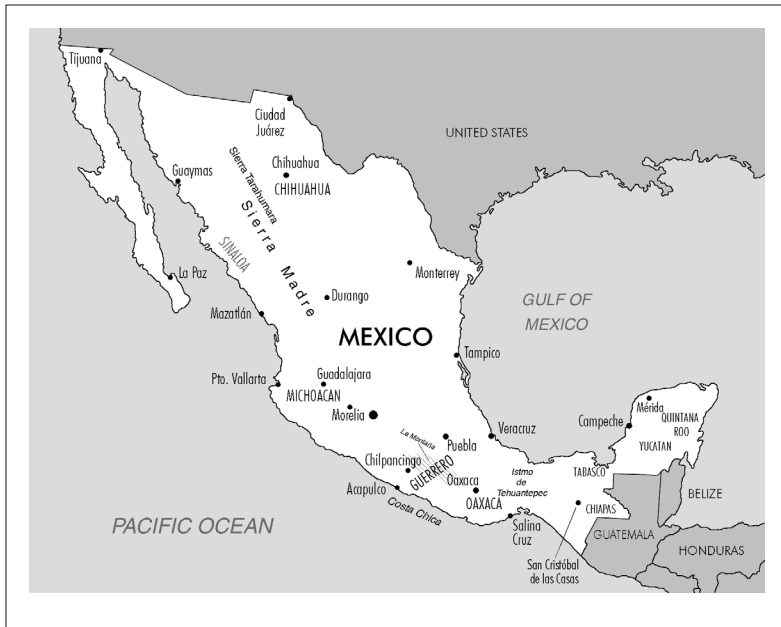 Tijuana
Ciudad
Juárez
UNITED STATES
Sierra Tarahumara
Chihuahua
CHIHUAHUA
Guaymas
Sierra Madre
SINALOA
Monterrey
La Paz
Durango
GULF OF
MEXICO
Mazatlán
MEXICO
Tampico
Pto. Vallarta
Guadalajara
MICHOACAN
Morelia
Mérida
QUINTANA
ROO
Campeche
YUCATAN
La Montaña
Puebla
Veracruz
Chilpancingo
GUERRERO
Istmo
de
Tehuantepec
TABASCO
Oaxaca
OAXACA
Acapulco
Costa Chica
BELIZE
CHIAPAS
PACIFIC OCEAN
Salina
Cruz
GUATEMALA
HONDURAS
San Cristóbal
de las Casas